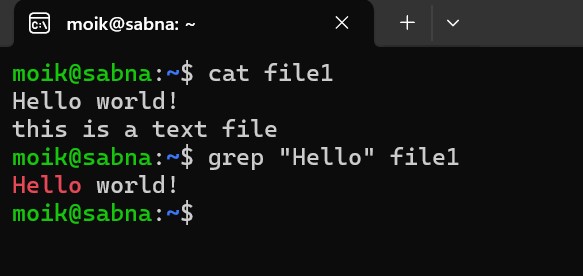 moik@sabna: ~
moik@sabna:~$ cat file1
Hello world!
this is a text file
moik@sabna:~$ grep "Hello" file1
Hello world!
moik@sabna:~$